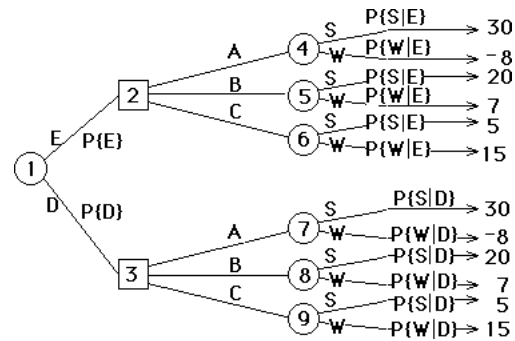 S P{S|E} 30
A 4 W P{W|E} -8
2 B 5 S P{S|E} 20
W P{W|E} 7
C 6 S P{S|E} 5
E P{E} W P{W|E} 15
1
D P{D} S P{S|D} 30
A 7 W P{W|D} -8
3 B 8 S P{S|D} 20
W P{W|D} 7
C 9 S P{S|D} 5
W P{W|D} 15